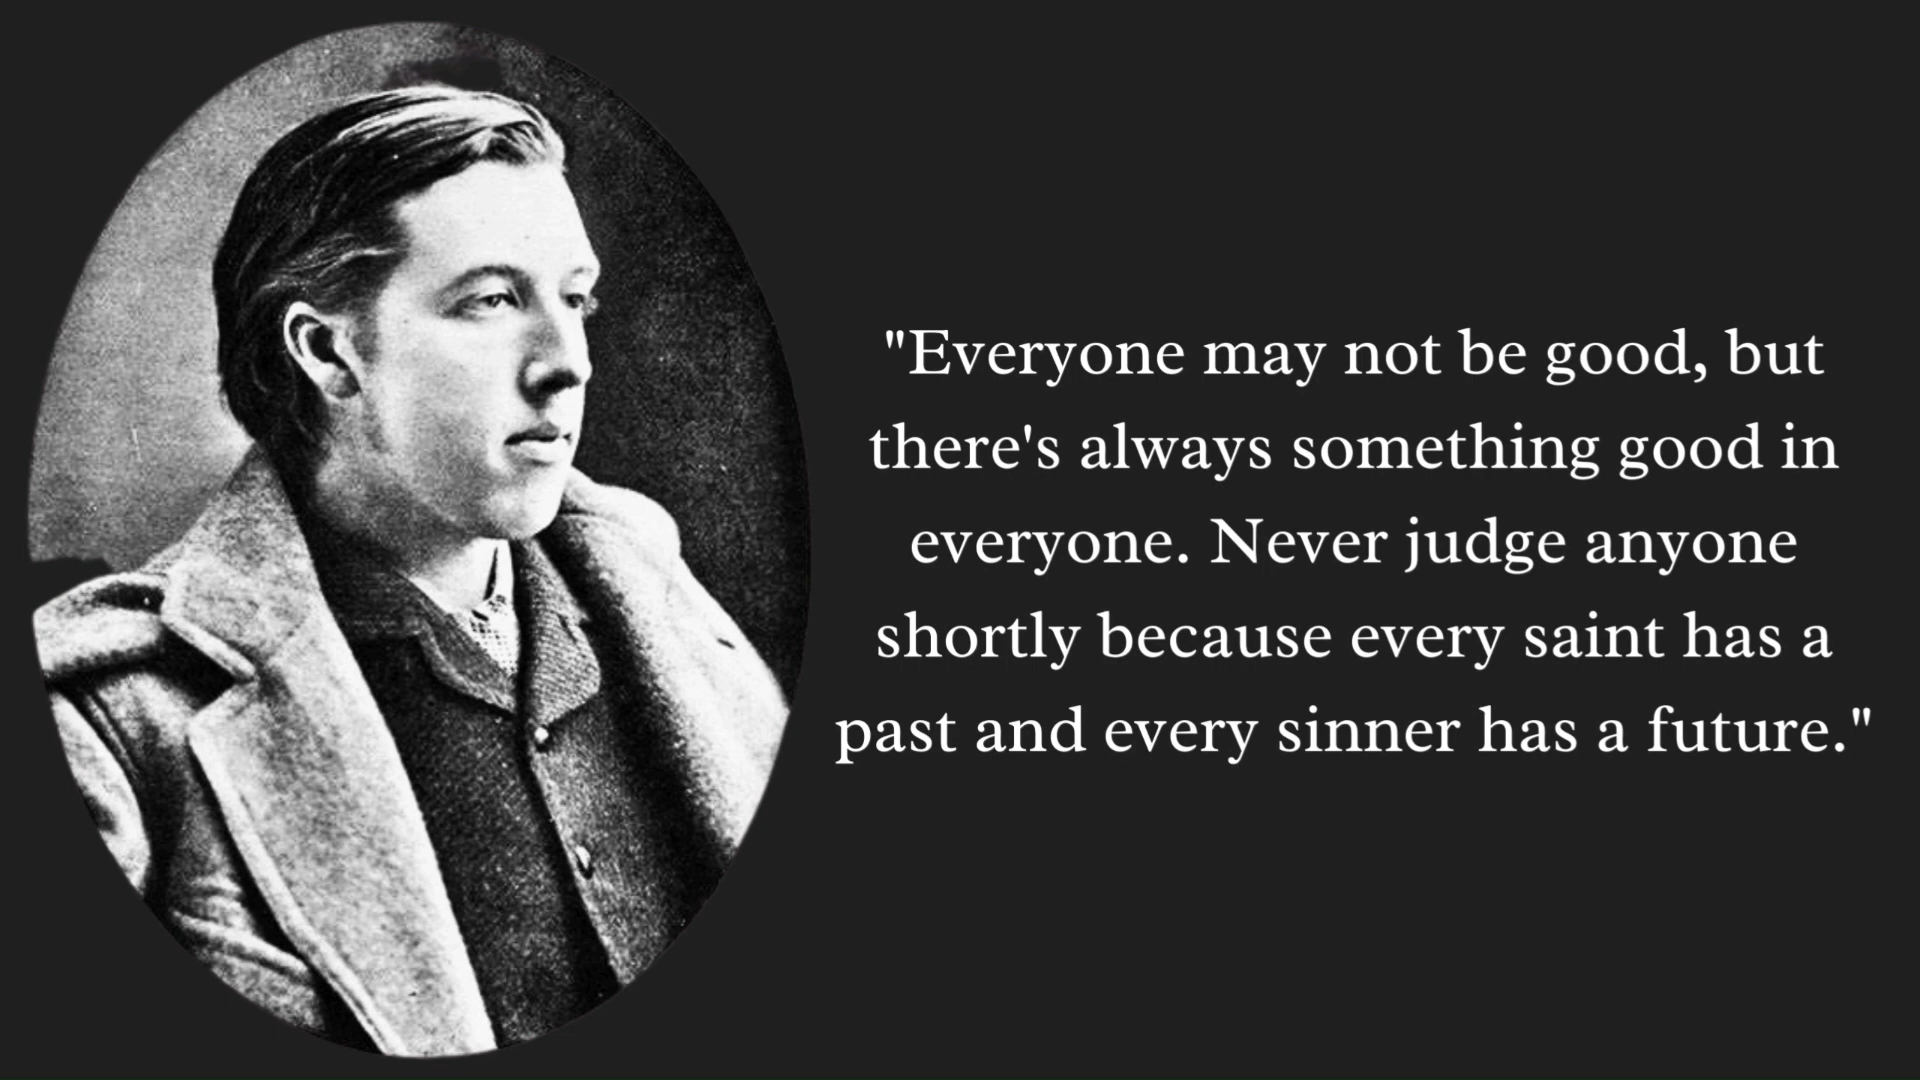 "Everyone may not be good, but
there's always something good in
everyone. Never judge anyone
shortly because every saint has a
past and every sinner has a future."